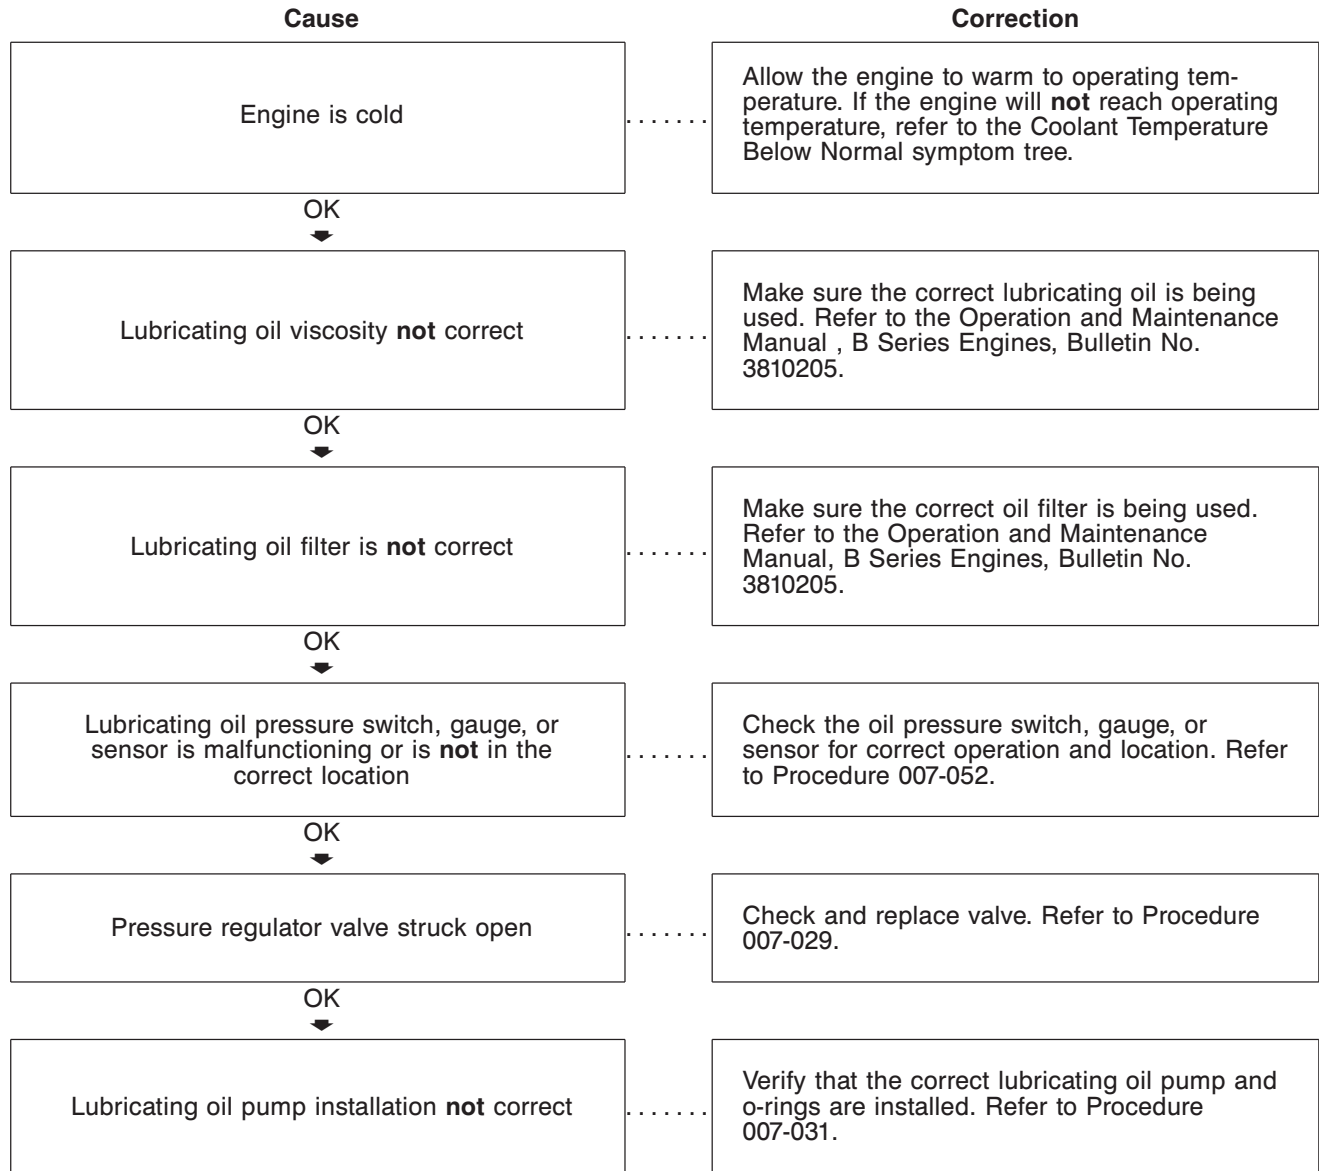 Cause
Correction
Engine is cold
. . . . . . .
Allow the engine to warm to operating tem-
perature. If the engine will not reach operating
temperature, refer to the Coolant Temperature
Below Normal symptom tree.
OK
Lubricating oil viscosity not correct
. . . . . . .
Make sure the correct lubricating oil is being
used. Refer to the Operation and Maintenance
Manual , B Series Engines, Bulletin No.
3810205.
OK
Lubricating oil filter is not correct
. . . . . . .
Make sure the correct oil filter is being used.
Refer to the Operation and Maintenance
Manual, B Series Engines, Bulletin No.
3810205.
OK
Lubricating oil pressure switch, gauge, or
sensor is malfunctioning or is not in the
correct location
. . . . . . .
Check the oil pressure switch, gauge, or
sensor for correct operation and location. Refer
to Procedure 007-052.
OK
Pressure regulator valve struck open
. . . . . . .
Check and replace valve. Refer to Procedure
007-029.
OK
Lubricating oil pump installation not correct
. . . . . . .
Verify that the correct lubricating oil pump and
o-rings are installed. Refer to Procedure
007-031.